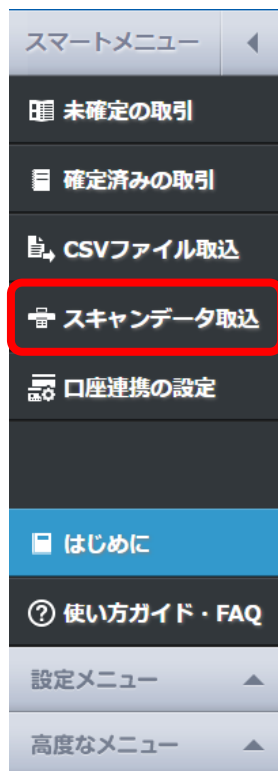 スマートメニュー
未確定の取引
確定済みの取引
CSVファイル取込
スキャンデータ取込
口座連携の設定
はじめに
使い方ガイド・FAQ
設定メニュー
高度なメニュー